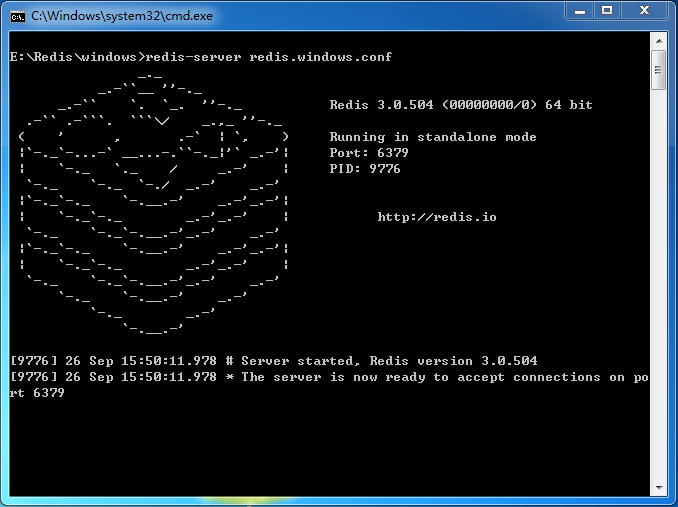 C:\Windows\system32\cmd.exe
E:\Redis\windows>redis-server redis.windows.conf
Redis 3.0.504 (00000000/0) 64 bit
Running in standalone mode
Port: 6379
PID: 9776
http://redis.io
[9776] 26 Sep 15:50:11.978 # Server started, Redis version 3.0.504
[9776] 26 Sep 15:50:11.978 * The server is now ready to accept connections on po
rt 6379